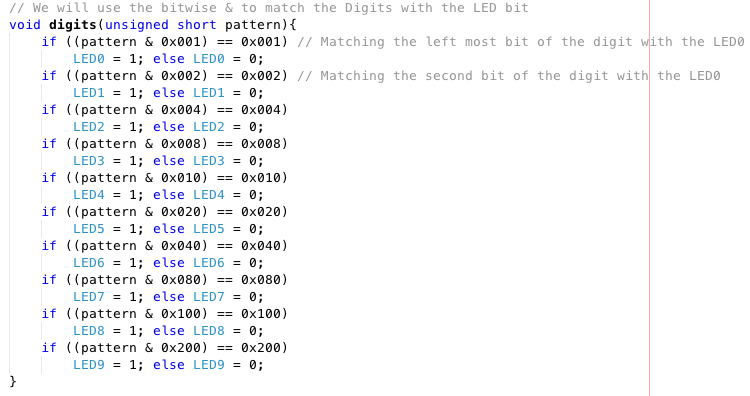 // We will use the bitwise & to match the Digits with the LED bit
void digits(unsigned short pattern){
    if ((pattern & 0x001) == 0x001) // Matching the left most bit of the digit with the LED0
        LED0 = 1; else LED0 = 0;
    if ((pattern & 0x002) == 0x002) // Matching the second bit of the digit with the LED0
        LED1 = 1; else LED1 = 0;
    if ((pattern & 0x004) == 0x004)
        LED2 = 1; else LED2 = 0;
    if ((pattern & 0x008) == 0x008)
        LED3 = 1; else LED3 = 0;
    if ((pattern & 0x010) == 0x010)
        LED4 = 1; else LED4 = 0;
    if ((pattern & 0x020) == 0x020)
        LED5 = 1; else LED5 = 0;
    if ((pattern & 0x040) == 0x040)
        LED6 = 1; else LED6 = 0;
    if ((pattern & 0x080) == 0x080)
        LED7 = 1; else LED7 = 0;
    if ((pattern & 0x100) == 0x100)
        LED8 = 1; else LED8 = 0;
    if ((pattern & 0x200) == 0x200)
        LED9 = 1; else LED9 = 0;
}